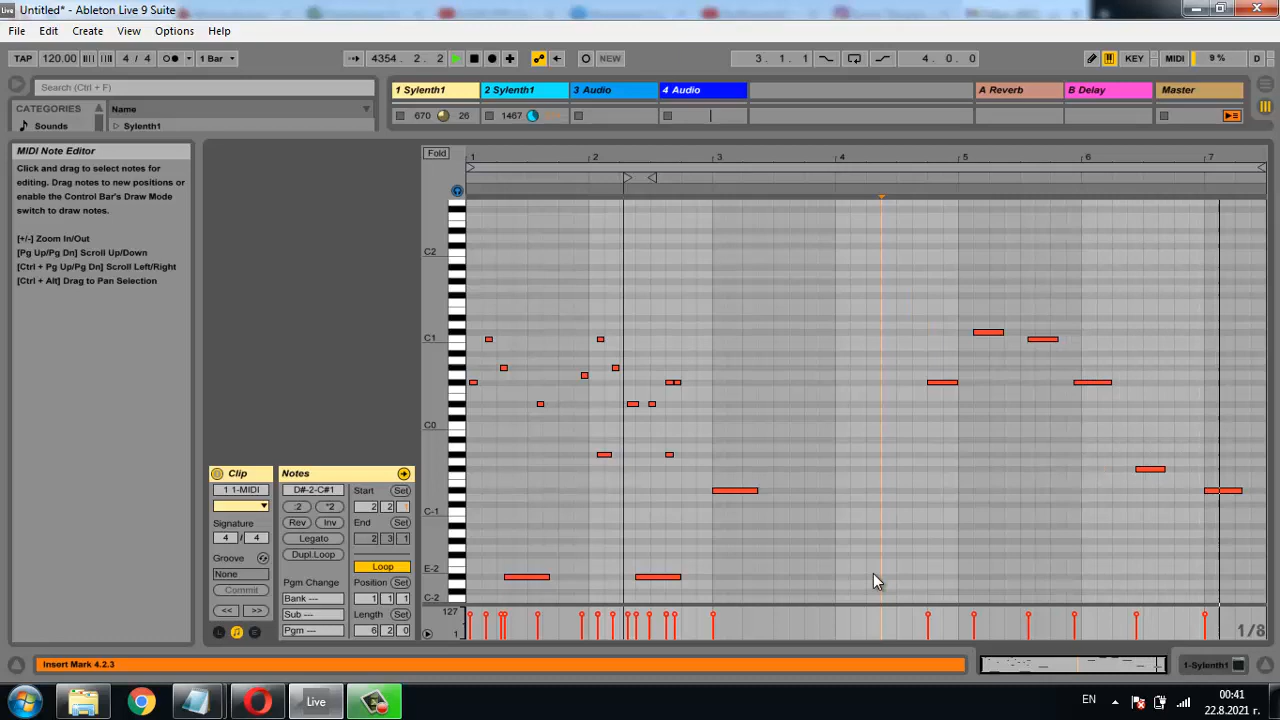 Untitled* - Ableton Live 9 Suite
File Edit Create View Options Help
TAP 120.00 4 / 4 1 Bar 4354. 2. 2 NEW 3. 1. 1 4. 0. 0 KEY MIDI 9 % D
Search (Ctrl + F)
CATEGORIES Name
Sounds Sylenth1
1 Sylenth1 2 Sylenth1 3 Audio 4 Audio A Reverb B Delay Master
670 26 1467
MIDI Note Editor
Click and drag to select notes for
editing. Drag notes to new positions or
enable the Control Bar's Draw Mode
switch to draw notes.
[+/-] Zoom In/Out
[Pg Up/Pg Dn] Scroll Up/Down
[Ctrl + Pg Up/Pg Dn] Scroll Left/Right
[Ctrl + Alt] Drag to Pan Selection
Fold 1 2 3 4 5 6 7
C2
C1
C0
C-1
E-2
C-2
127
1
1/8
Clip
1 1-MIDI
Signature
4 / 4
Groove
None
Commit
<< >>
Notes
D#-2-C#1
:2 *2
Rev Inv
Legato
Dupl.Loop
Pgm Change
Bank ---
Sub ---
Pgm ---
Start Set
2 2 1
End Set
2 3 1
Loop
Position Set
1 1 1
Length Set
6 2 0
Insert Mark 4.2.3
1-Sylenth1
Live
EN
00:41
22.8.2021 г.